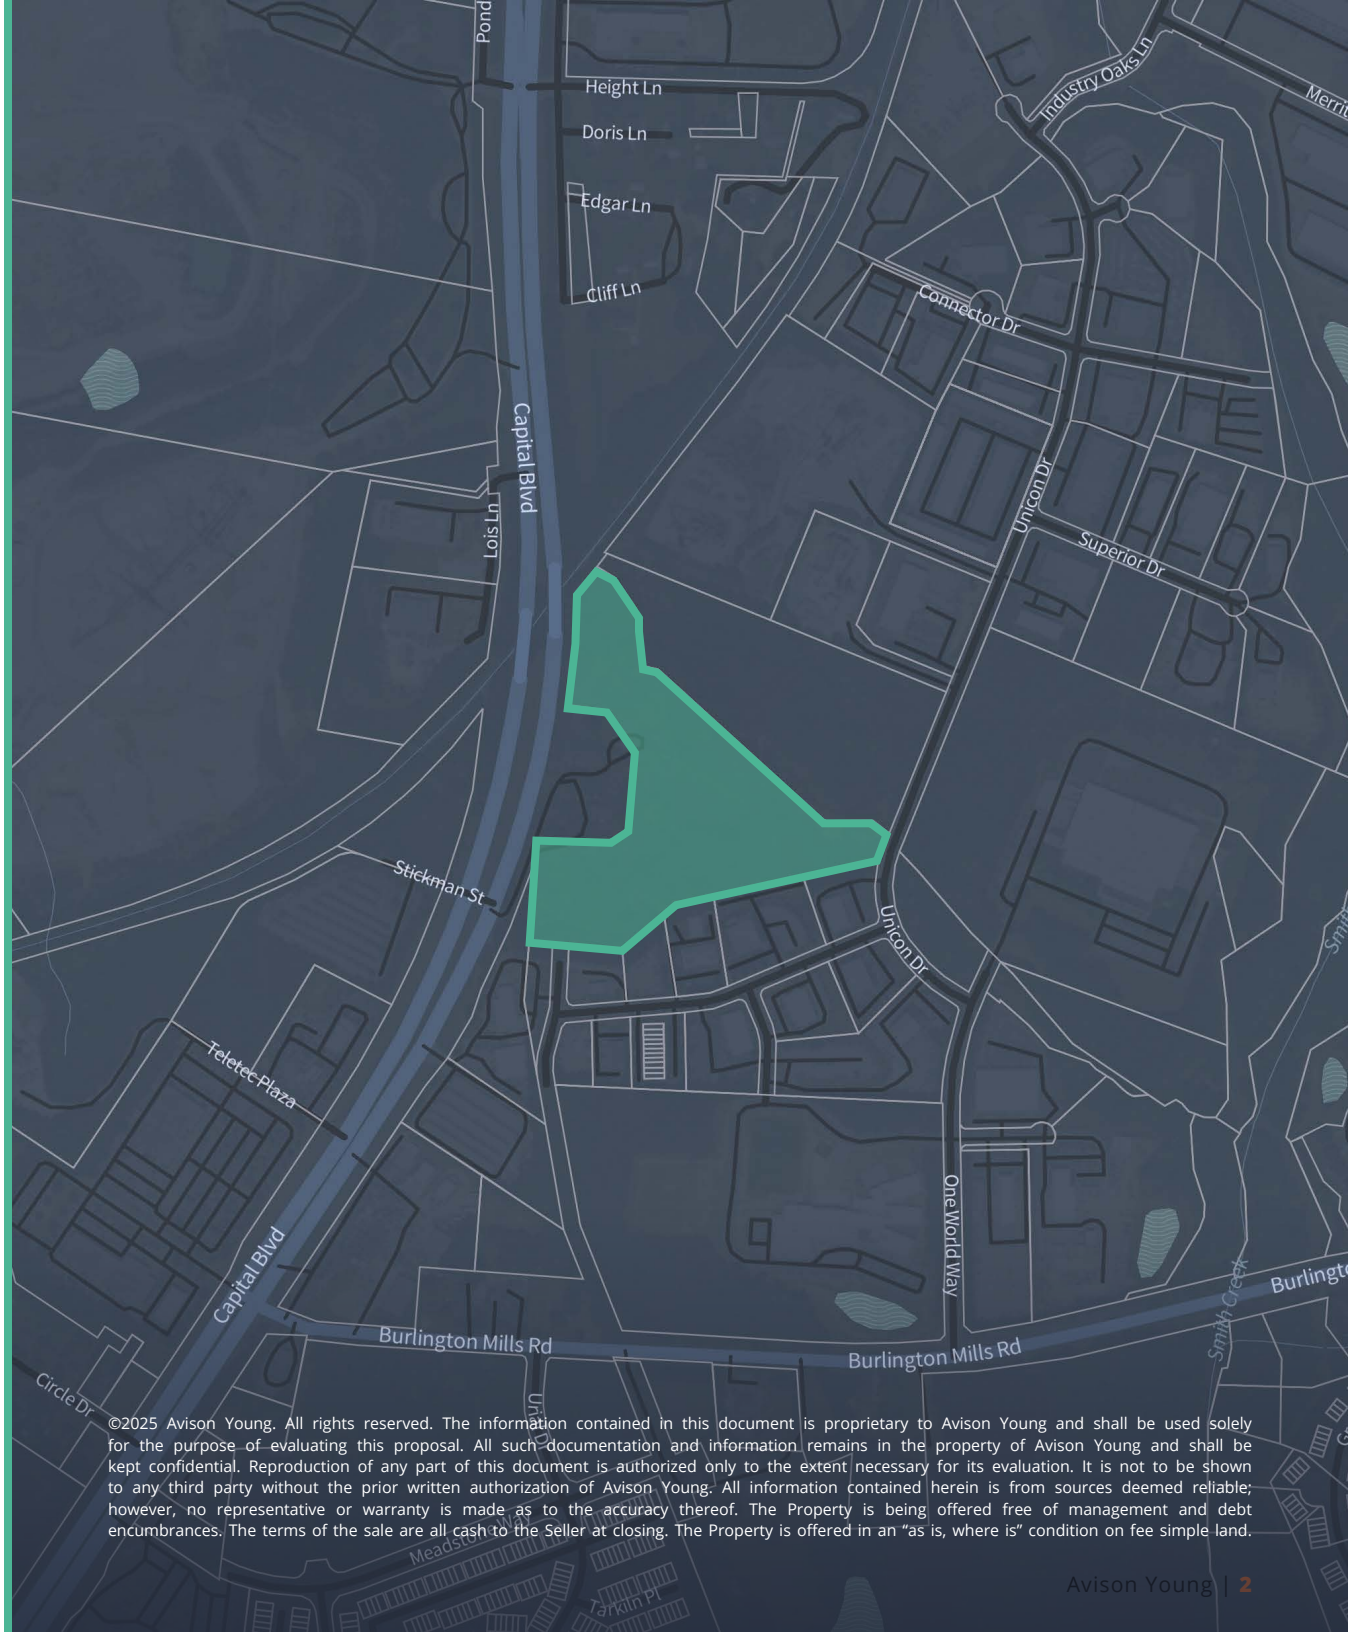 Pond
Height Ln
Industry Oaks Ln
Merrit
Doris Ln
Edgar Ln
Cliff Ln
Connector Dr
Capital Blvd
Lois Ln
Unicon Dr
Superior Dr
Stickman St
Unicon Dr
Smith
Teletec Plaza
One World Way
Capital Blvd
Smith Creek
Burlingto
Burlington Mills Rd
Burlington Mills Rd
Circle Dr
©2025 Avison Young. All rights reserved. The information contained in this document is proprietary to Avison Young and shall be used solely
for the purpose of evaluating this proposal. All such documentation and information remains in the property of Avison Young and shall be
kept confidential. Reproduction of any part of this document is authorized only to the extent necessary for its evaluation. It is not to be shown
to any third party without the prior written authorization of Avison Young. All information contained herein is from sources deemed reliable;
however, no representative or warranty is made as to the accuracy thereof. The Property is being offered free of management and debt
encumbrances. The terms of the sale are all cash to the Seller at closing. The Property is offered in an “as is, where is” condition on fee simple land.
Meadstone Way
Tarklin Pl
Avison Young | 2